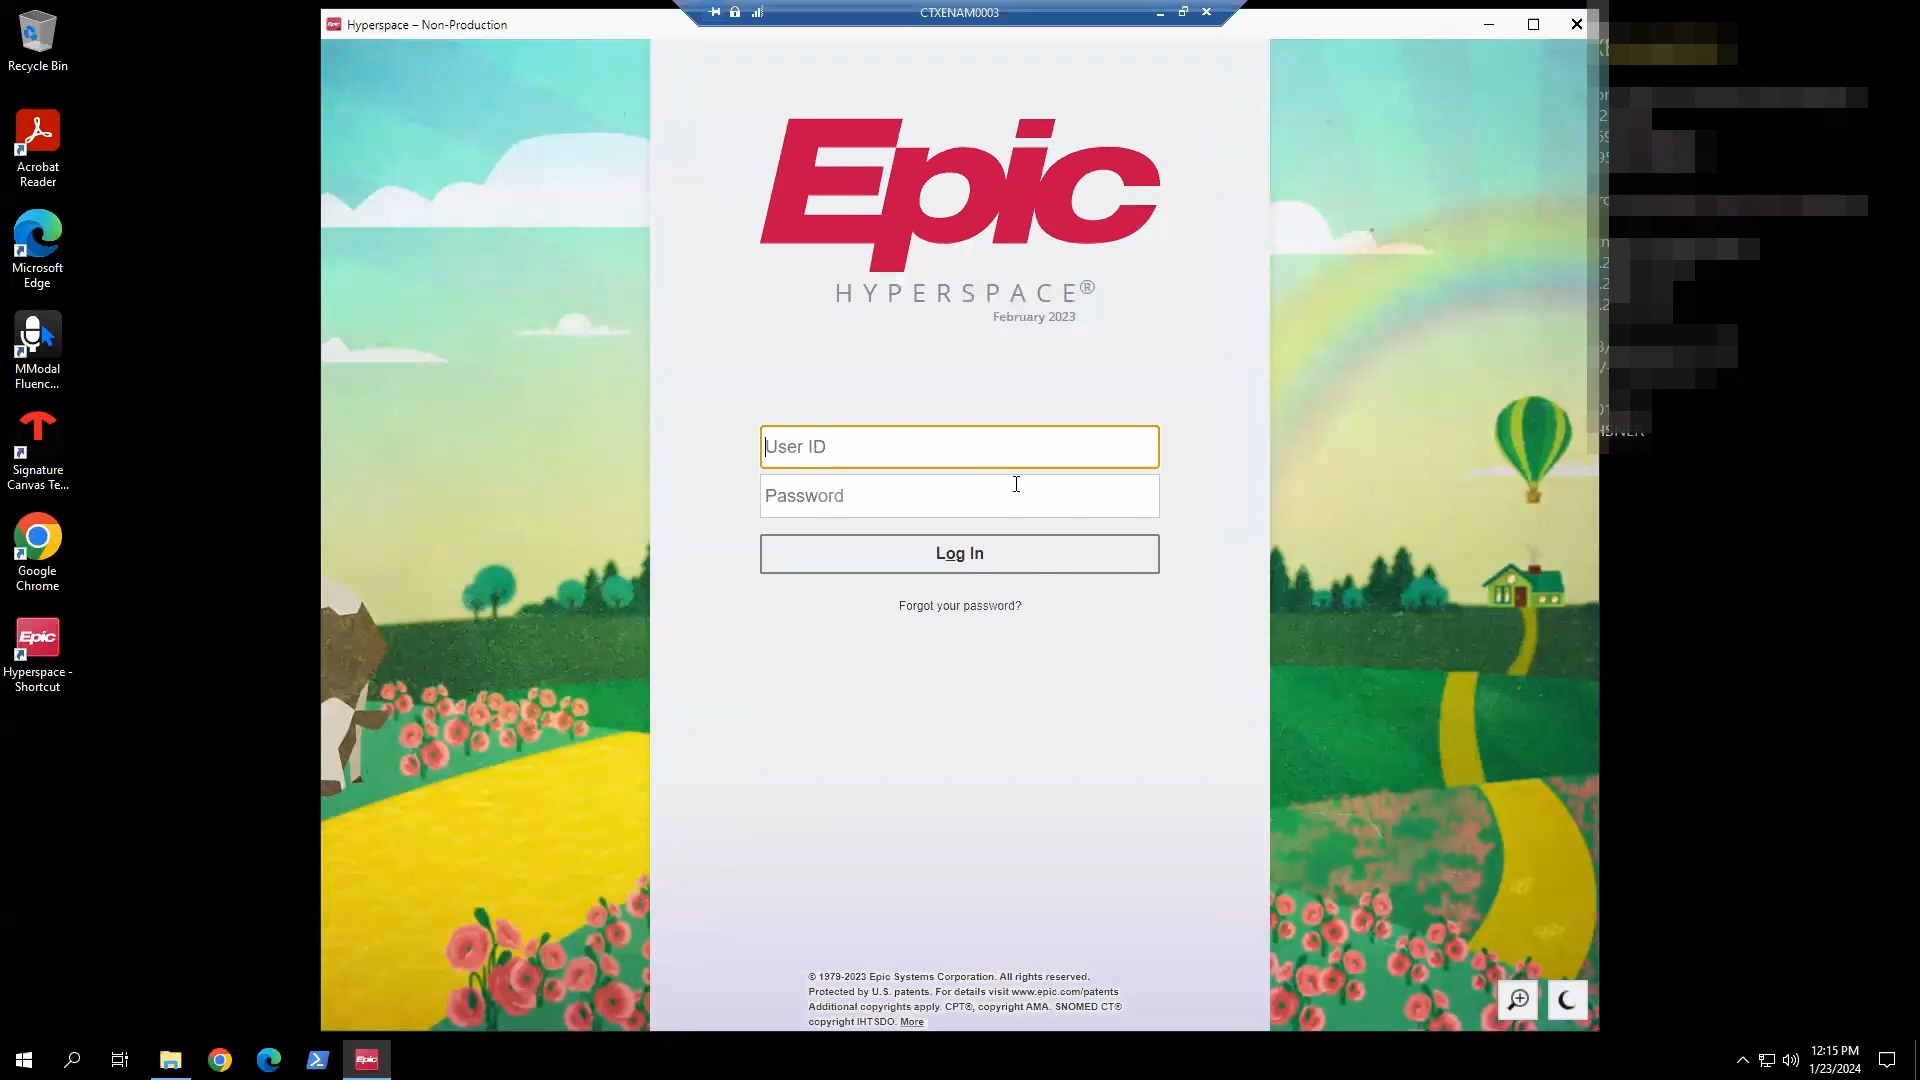 CTXENAM0003
Hyperspace – Non-Production
Recycle Bin
Acrobat
Reader
Microsoft
Edge
MModal
Fluenc...
Signature
Canvas Te...
Google
Chrome
Epic
Hyperspace -
Shortcut
Epic
HYPERSPACE®
February 2023
User ID
Password
Log In
Forgot your password?
© 1979-2023 Epic Systems Corporation. All rights reserved.
Protected by U.S. patents. For details visit www.epic.com/patents
Additional copyrights apply. CPT®, copyright AMA. SNOMED CT®
copyright IHTSDO. More
Epic
12:15 PM
1/23/2024